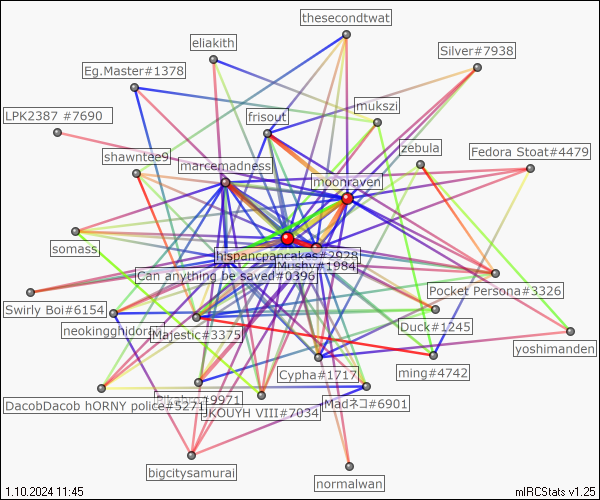 thesecondtwat
eliakith
Silver#7938
Eg.Master#1378
mukszi
LPK2387 #7690
frisout
zebula
shawntee9
Fedora Stoat#4479
marcemadness
moonraven
somass
hispancpancakes#2928
Mushy#1984
Can anything be saved#0396
Pocket Persona#3326
Swirly Boi#6154
neokingghidorah
Majestic#3375
Duck#1245
yoshimanden
Cypha#1717
ming#4742
DacobDacob hORNY police#5271
JKOUYH VIII#7034
Madネコ#6901
bigcitysamurai
normalwan
1.10.2024 11:45
mIRCStats v1.25